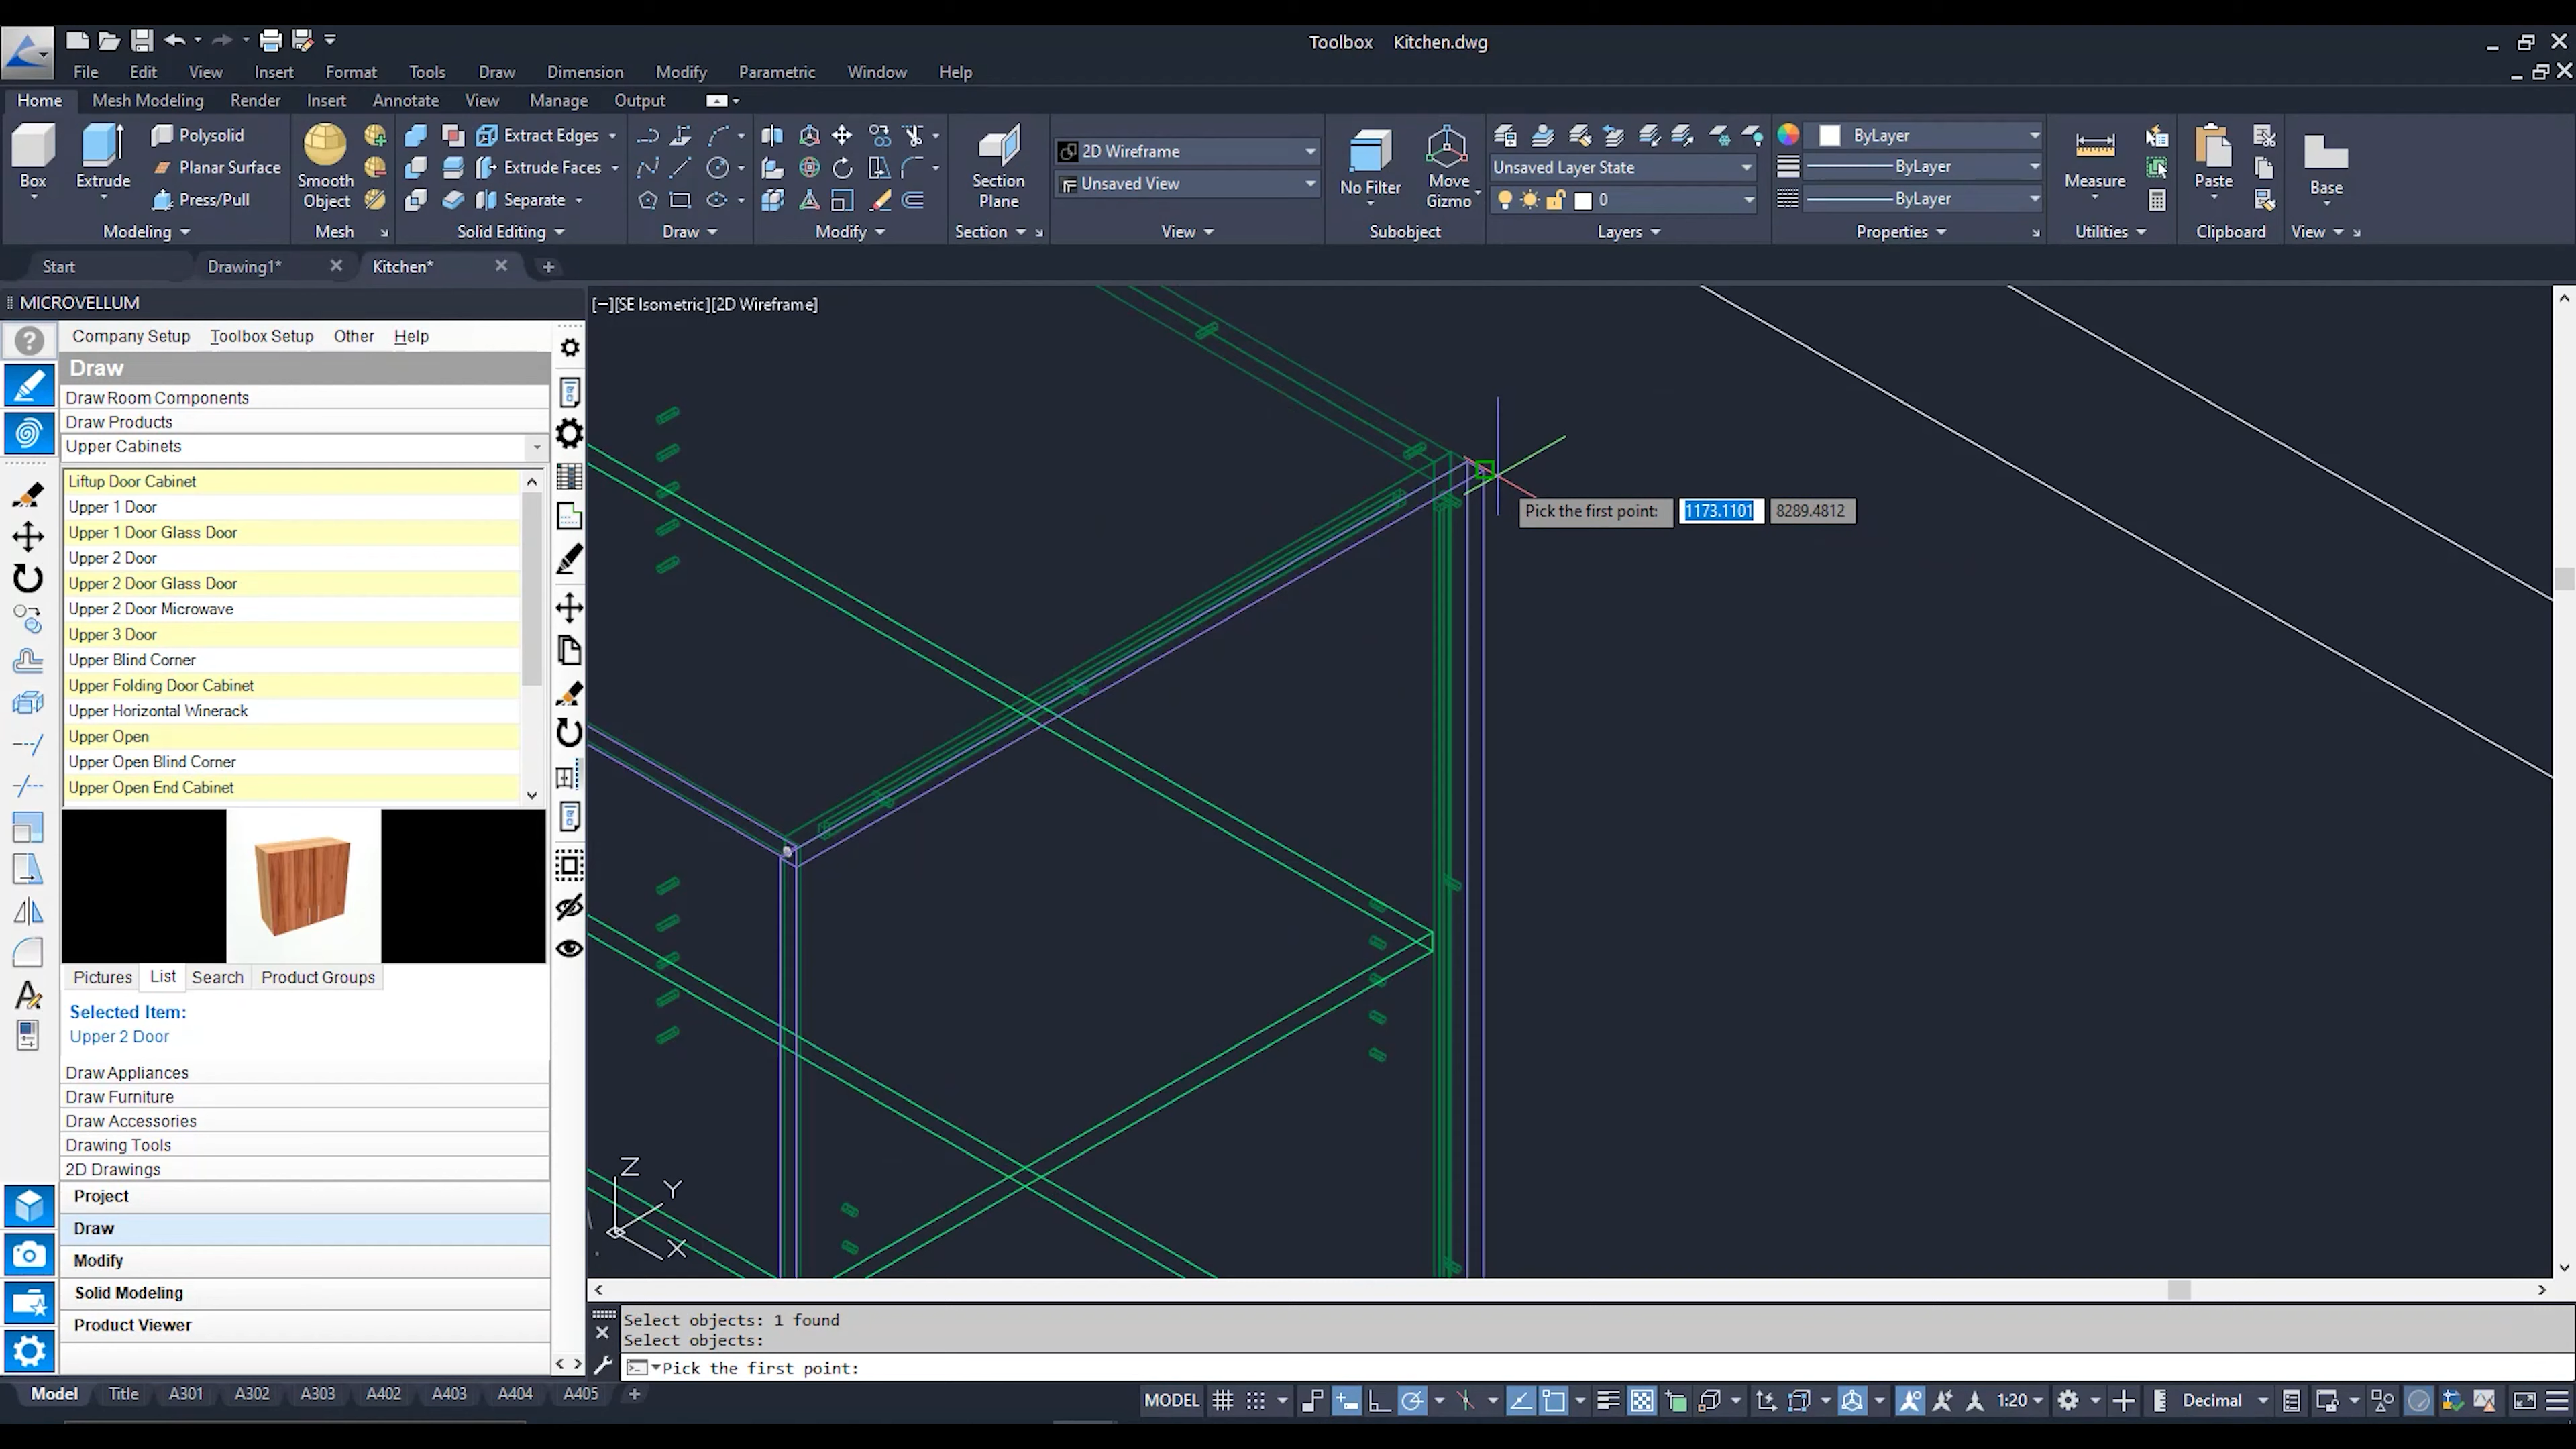 Toolbox Kitchen.dwg
File Edit View Insert Format Tools Draw Dimension Modify Parametric Window Help
Home Mesh Modeling Render Insert Annotate View Manage Output
Box
Extrude
Polysolid
Planar Surface
Press/Pull
Modeling
Smooth
Object
Mesh
Extract Edges
Extrude Faces
Separate
Solid Editing
Draw
Modify
Section
Plane
Section
2D Wireframe
Unsaved View
View
No Filter
Move
Gizmo
Subobject
Unsaved Layer State
0
Layers
ByLayer
ByLayer
ByLayer
Properties
Measure
Utilities
Paste
Clipboard
Base
View
Start Drawing1* Kitchen*
MICROVELLUM
Company Setup Toolbox Setup Other Help
Draw
Draw Room Components
Draw Products
Upper Cabinets
Liftup Door Cabinet
Upper 1 Door
Upper 1 Door Glass Door
Upper 2 Door
Upper 2 Door Glass Door
Upper 2 Door Microwave
Upper 3 Door
Upper Blind Corner
Upper Folding Door Cabinet
Upper Horizontal Winerack
Upper Open
Upper Open Blind Corner
Upper Open End Cabinet
Pictures List Search Product Groups
Selected Item:
Upper 2 Door
Draw Appliances
Draw Furniture
Draw Accessories
Drawing Tools
2D Drawings
Project
Draw
Modify
Solid Modeling
Product Viewer
[−][SE Isometric][2D Wireframe]
Pick the first point: 1173.1101 8289.4812
Z
Y
X
Select objects: 1 found
Select objects:
Pick the first point:
Model Title A301 A302 A303 A402 A403 A404 A405
MODEL 1:20 Decimal